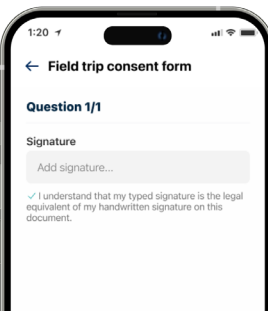 1:20
← Field trip consent form
Question 1/1
Signature
Add signature...
✓ I understand that my typed signature is the legal
equivalent of my handwritten signature on this
document.